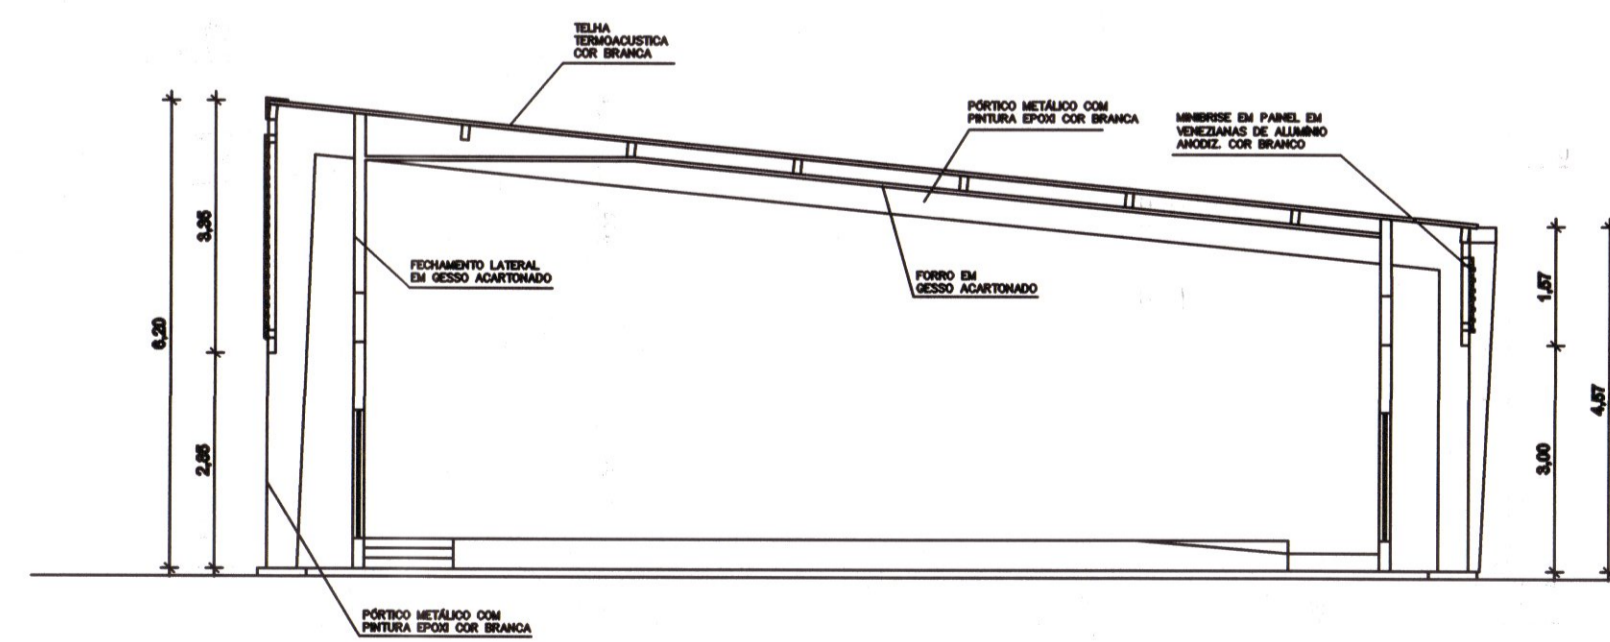 TELHA
TERMOACUSTICA
COR BRANCA
PÓRTICO METÁLICO COM
PINTURA EPOXI COR BRANCA
MINIBRISE EM PAINEL EM
VENEZIANAS DE ALUMÍNIO
ANODIZ. COR BRANCO
3,35
FECHAMENTO LATERAL
EM GESSO ACARTONADO
FORRO EM
GESSO ACARTONADO
1,57
6,20
4,57
2,85
3,00
PÓRTICO METÁLICO COM
PINTURA EPOXI COR BRANCA